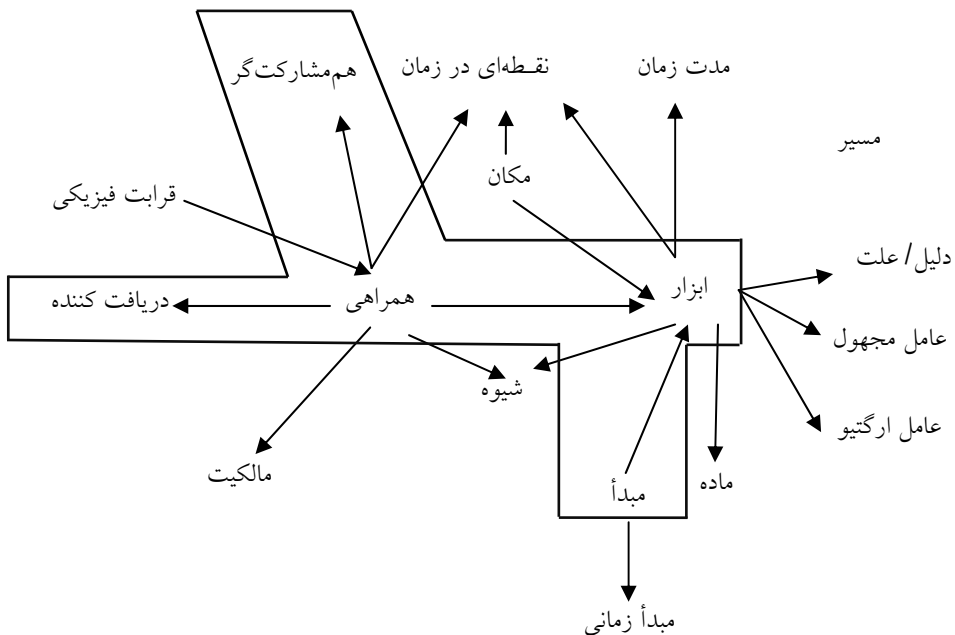 مدت زمان
نقطه‌ای در زمان
هم‌مشارکت‌گر
مسیر
مکان
قرابت فیزیکی
دلیل/ علت
ابزار
همراهی
دریافت کننده
عامل مجهول
شیوه
عامل ارگتیو
مالکیت
ماده
مبدأ
مبدأ زمانی